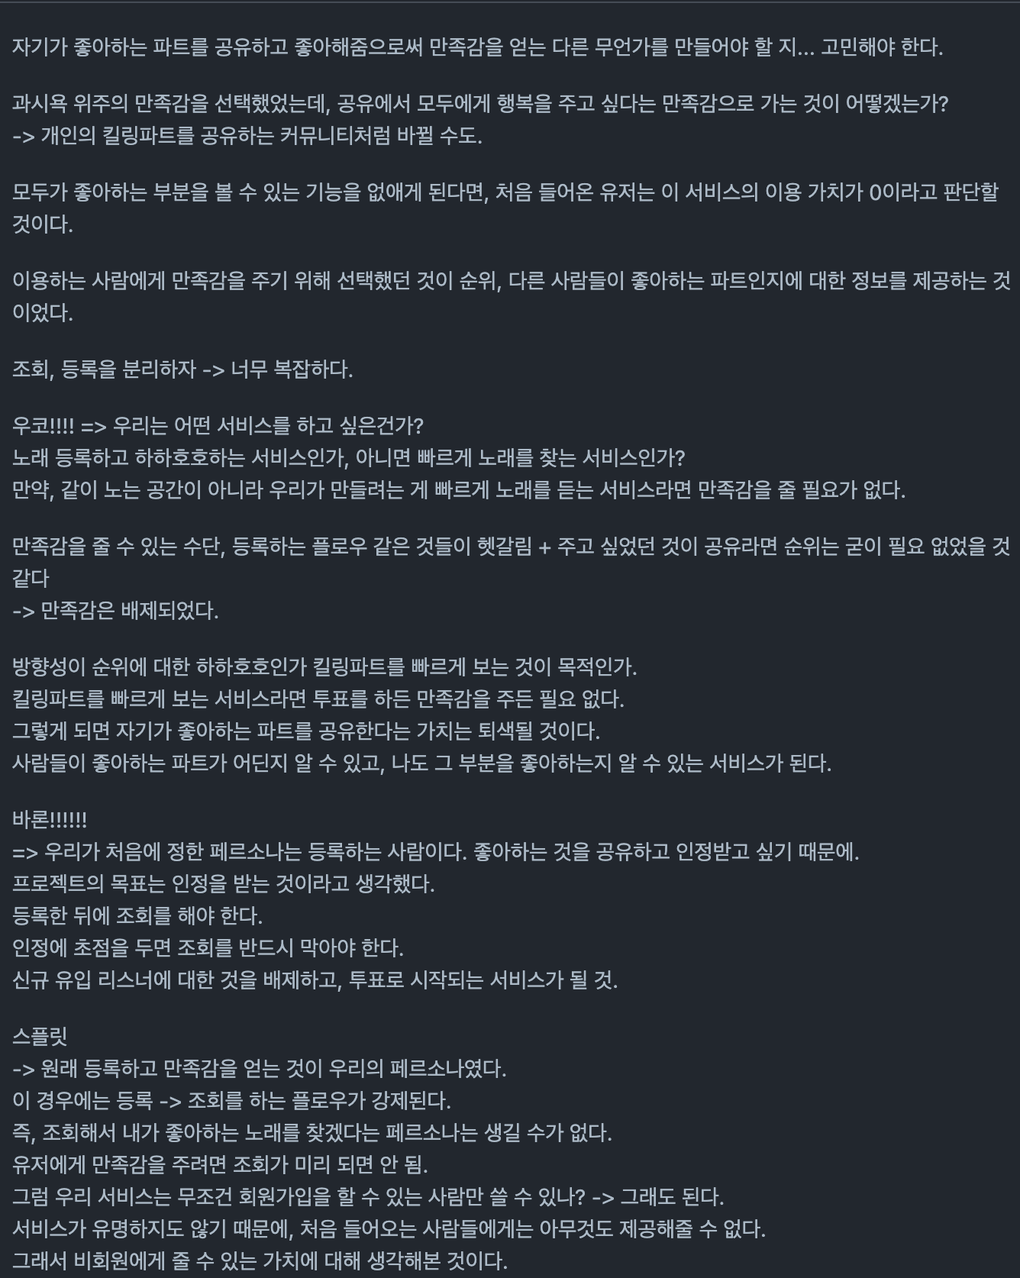 자기가 좋아하는 파트를 공유하고 좋아해줌으로써 만족감을 얻는 다른 무언가를 만들어야 할 지... 고민해야 한다.
과시욕 위주의 만족감을 선택했었는데, 공유에서 모두에게 행복을 주고 싶다는 만족감으로 가는 것이 어떻겠는가?
-> 개인의 킬링파트를 공유하는 커뮤니티처럼 바뀔 수도.
모두가 좋아하는 부분을 볼 수 있는 기능을 없애게 된다면, 처음 들어온 유저는 이 서비스의 이용 가치가 0이라고 판단할
것이다.
이용하는 사람에게 만족감을 주기 위해 선택했던 것이 순위, 다른 사람들이 좋아하는 파트인지에 대한 정보를 제공하는 것
이었다.
조회, 등록을 분리하자 -> 너무 복잡하다.
우코!!!! => 우리는 어떤 서비스를 하고 싶은건가?
노래 등록하고 하하호호하는 서비스인가, 아니면 빠르게 노래를 찾는 서비스인가?
만약, 같이 노는 공간이 아니라 우리가 만들려는 게 빠르게 노래를 듣는 서비스라면 만족감을 줄 필요가 없다.
만족감을 줄 수 있는 수단, 등록하는 플로우 같은 것들이 헷갈림 + 주고 싶었던 것이 공유라면 순위는 굳이 필요 없었을 것
같다
-> 만족감은 배제되었다.
방향성이 순위에 대한 하하호호인가 킬링파트를 빠르게 보는 것이 목적인가.
킬링파트를 빠르게 보는 서비스라면 투표를 하든 만족감을 주든 필요 없다.
그렇게 되면 자기가 좋아하는 파트를 공유한다는 가치는 퇴색될 것이다.
사람들이 좋아하는 파트가 어딘지 알 수 있고, 나도 그 부분을 좋아하는지 알 수 있는 서비스가 된다.
바론!!!!!!
=> 우리가 처음에 정한 페르소나는 등록하는 사람이다. 좋아하는 것을 공유하고 인정받고 싶기 때문에.
프로젝트의 목표는 인정을 받는 것이라고 생각했다.
등록한 뒤에 조회를 해야 한다.
인정에 초점을 두면 조회를 반드시 막아야 한다.
신규 유입 리스너에 대한 것을 배제하고, 투표로 시작되는 서비스가 될 것.
스플릿
-> 원래 등록하고 만족감을 얻는 것이 우리의 페르소나였다.
이 경우에는 등록 -> 조회를 하는 플로우가 강제된다.
즉, 조회해서 내가 좋아하는 노래를 찾겠다는 페르소나는 생길 수가 없다.
유저에게 만족감을 주려면 조회가 미리 되면 안 됨.
그럼 우리 서비스는 무조건 회원가입을 할 수 있는 사람만 쓸 수 있나? -> 그래도 된다.
서비스가 유명하지도 않기 때문에, 처음 들어오는 사람들에게는 아무것도 제공해줄 수 없다.
그래서 비회원에게 줄 수 있는 가치에 대해 생각해본 것이다.